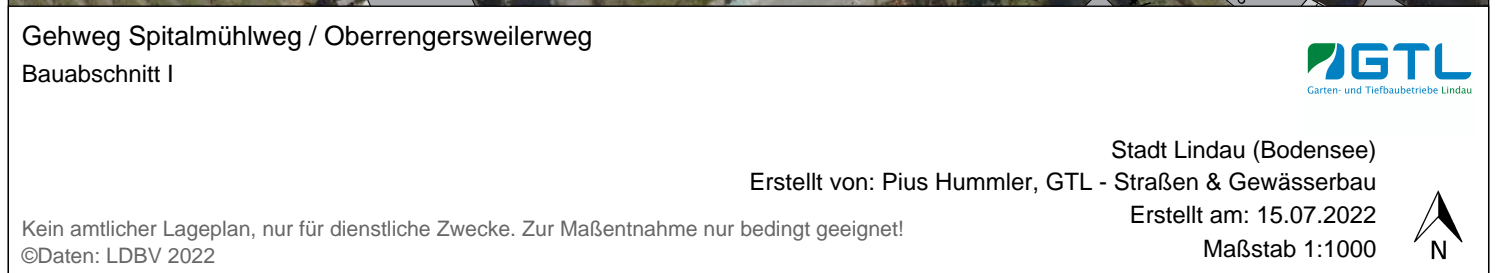 Gehweg Spitalmühlweg / Oberrengersweilerweg
Bauabschnitt I
GTL
Garten- und Tiefbaubetriebe Lindau
Stadt Lindau (Bodensee)
Erstellt von: Pius Hummler, GTL - Straßen & Gewässerbau
Erstellt am: 15.07.2022
Maßstab 1:1000
N
Kein amtlicher Lageplan, nur für dienstliche Zwecke. Zur Maßentnahme nur bedingt geeignet!
©Daten: LDBV 2022